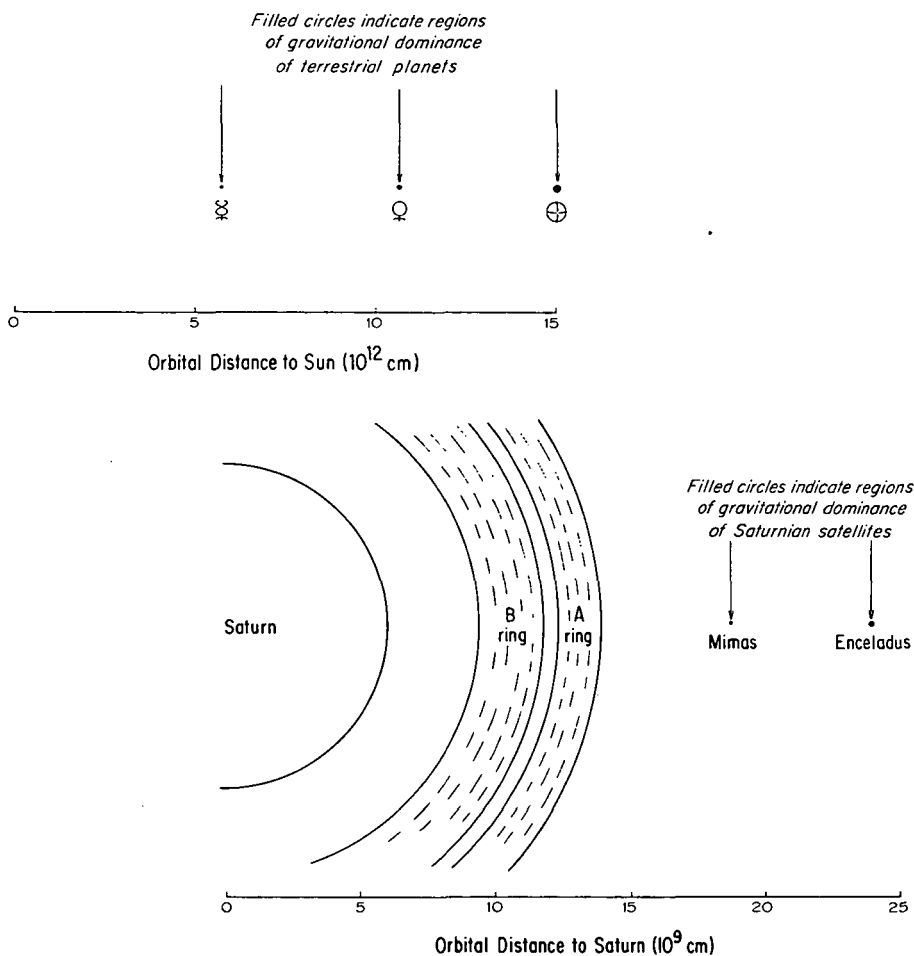 Filled circles indicate regions
of gravitational dominance
of terrestrial planets
☿ ♀ ⊕
0 5 10 15
Orbital Distance to Sun (10^12 cm)
Filled circles indicate regions
of gravitational dominance
of Saturnian satellites
Saturn
B
ring
A
ring
Mimas Enceladus
0 5 10 15 20 25
Orbital Distance to Saturn (10^9 cm)